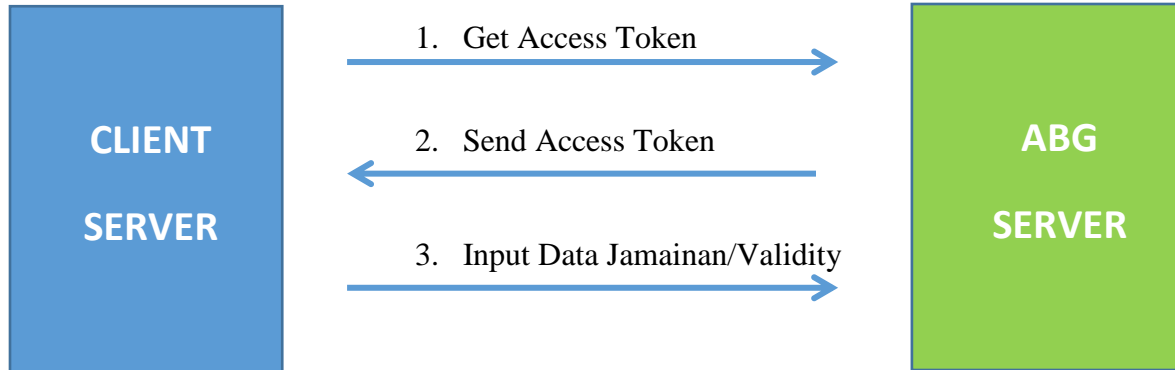 CLIENT
SERVER
1. Get Access Token
2. Send Access Token
3. Input Data Jamainan/Validity
ABG
SERVER